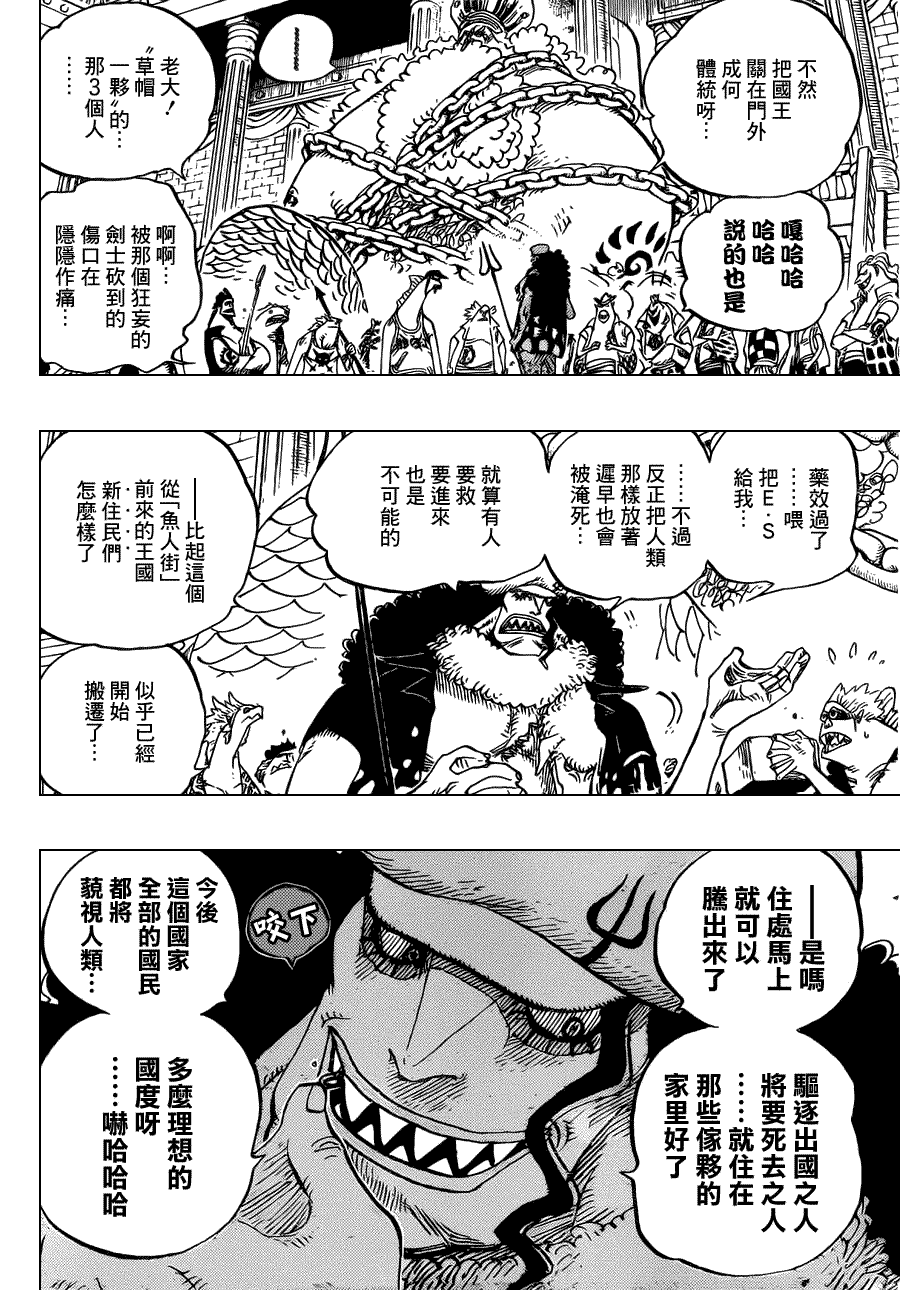 不然
把國王
關在門外
成何
體統呀…
嘎哈哈
哈哈
說的也是
………
老大!
〝草帽
一夥〞的…
那3個人
……
啊啊…
被那個狂妄的
劍士砍到的
傷口在
隱隱作痛…
藥效過了
……喂
把E·S
給我…
……不過
反正把人類
那樣放著
遲早也會
被淹死…
就算有人
要救
要進來
也是
不可能的
——比起這個
從「魚人街」
前來的王國
新住民們
怎麼樣了
似乎已經
開始
搬遷了…
——是嗎
住處馬上
就可以
騰出來了
驅逐出國之人
將要死去之人
……就住在
那些傢夥的
家里好了
咬下
今後
這個國家
全部的國民
都將
藐視人類…
多麼理想的
國度呀
……嚇哈哈哈